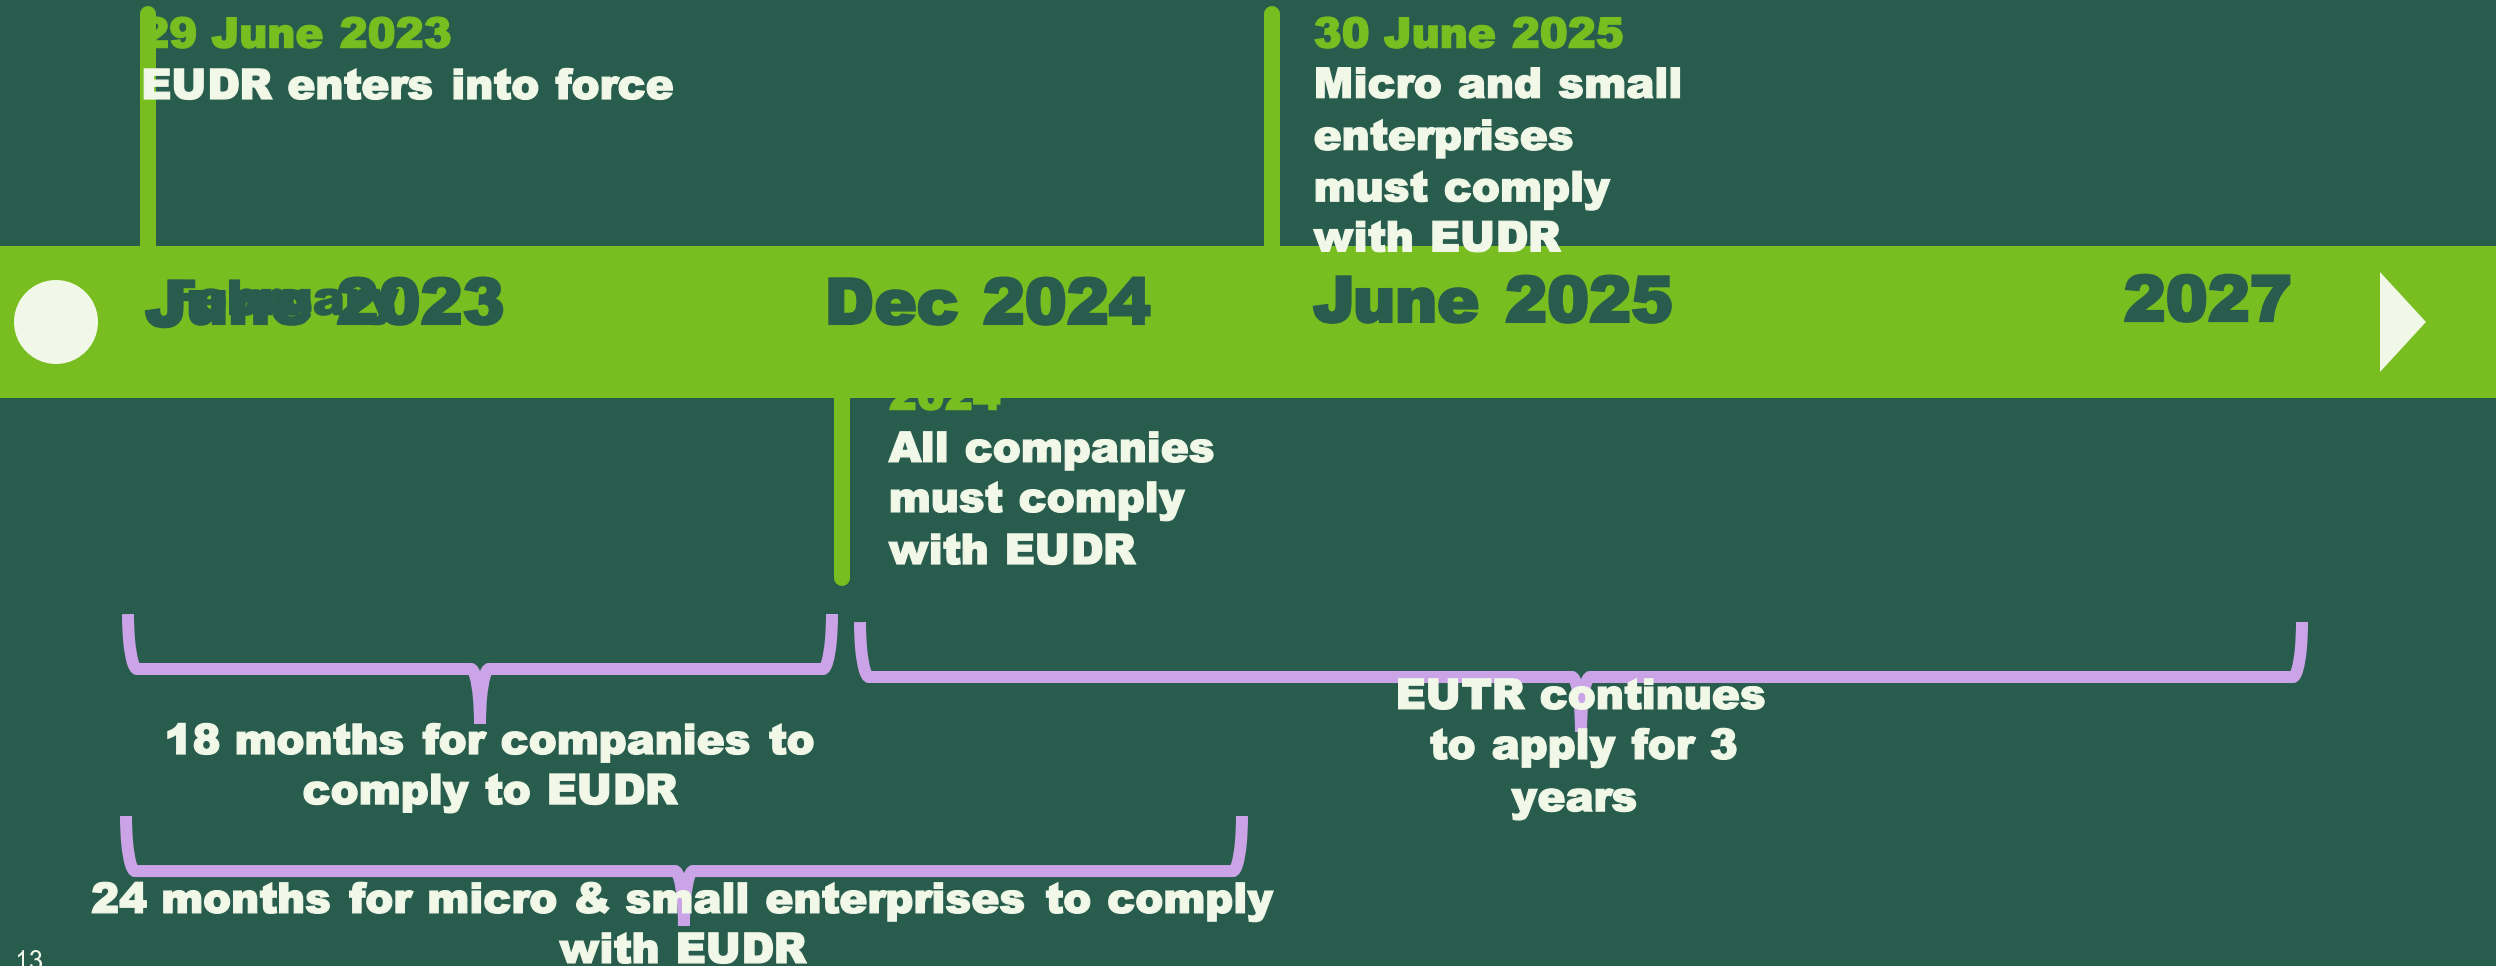 29 June 2023
EUDR enters into force
30 June 2025
Micro and small
enterprises
must comply
with EUDR
2023
Dec 2024
June 2025
2027
2024
All companies
must comply
with EUDR
18 months for companies to
comply to EUDR
EUTR continues
to apply for 3
years
24 months for micro & small enterprises to comply
with EUDR
13